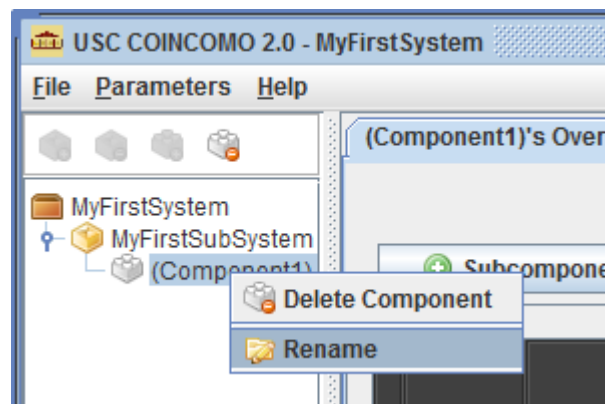 USC COINCOMO 2.0 - MyFirstSystem
File Parameters Help
(Component1)'s Over
MyFirstSystem
MyFirstSubSystem
(Component1)
Subcompone
Delete Component
Rename